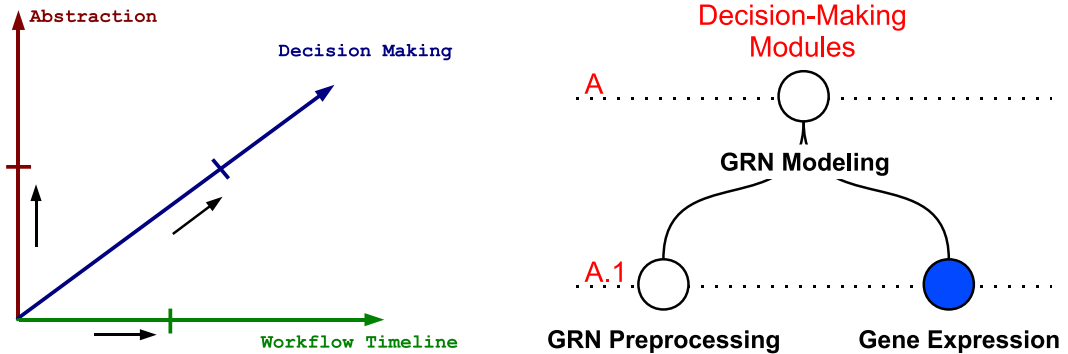 Abstraction
Decision Making
Workflow Timeline
Decision-Making
Modules
A
GRN Modeling
A.1
GRN Preprocessing
Gene Expression